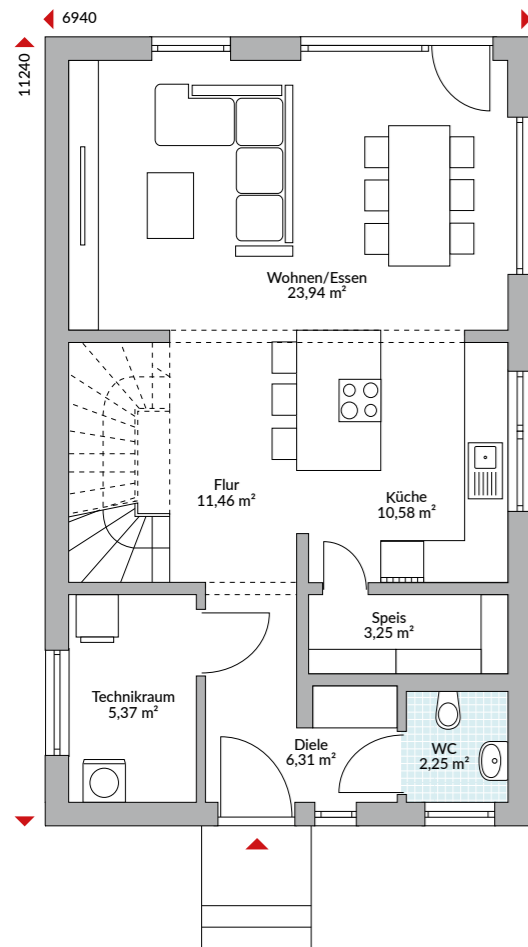 6940
11240
Wohnen/Essen
23,94 m²
Flur
11,46 m²
Küche
10,58 m²
Speis
3,25 m²
Technikraum
5,37 m²
Diele
6,31 m²
WC
2,25 m²